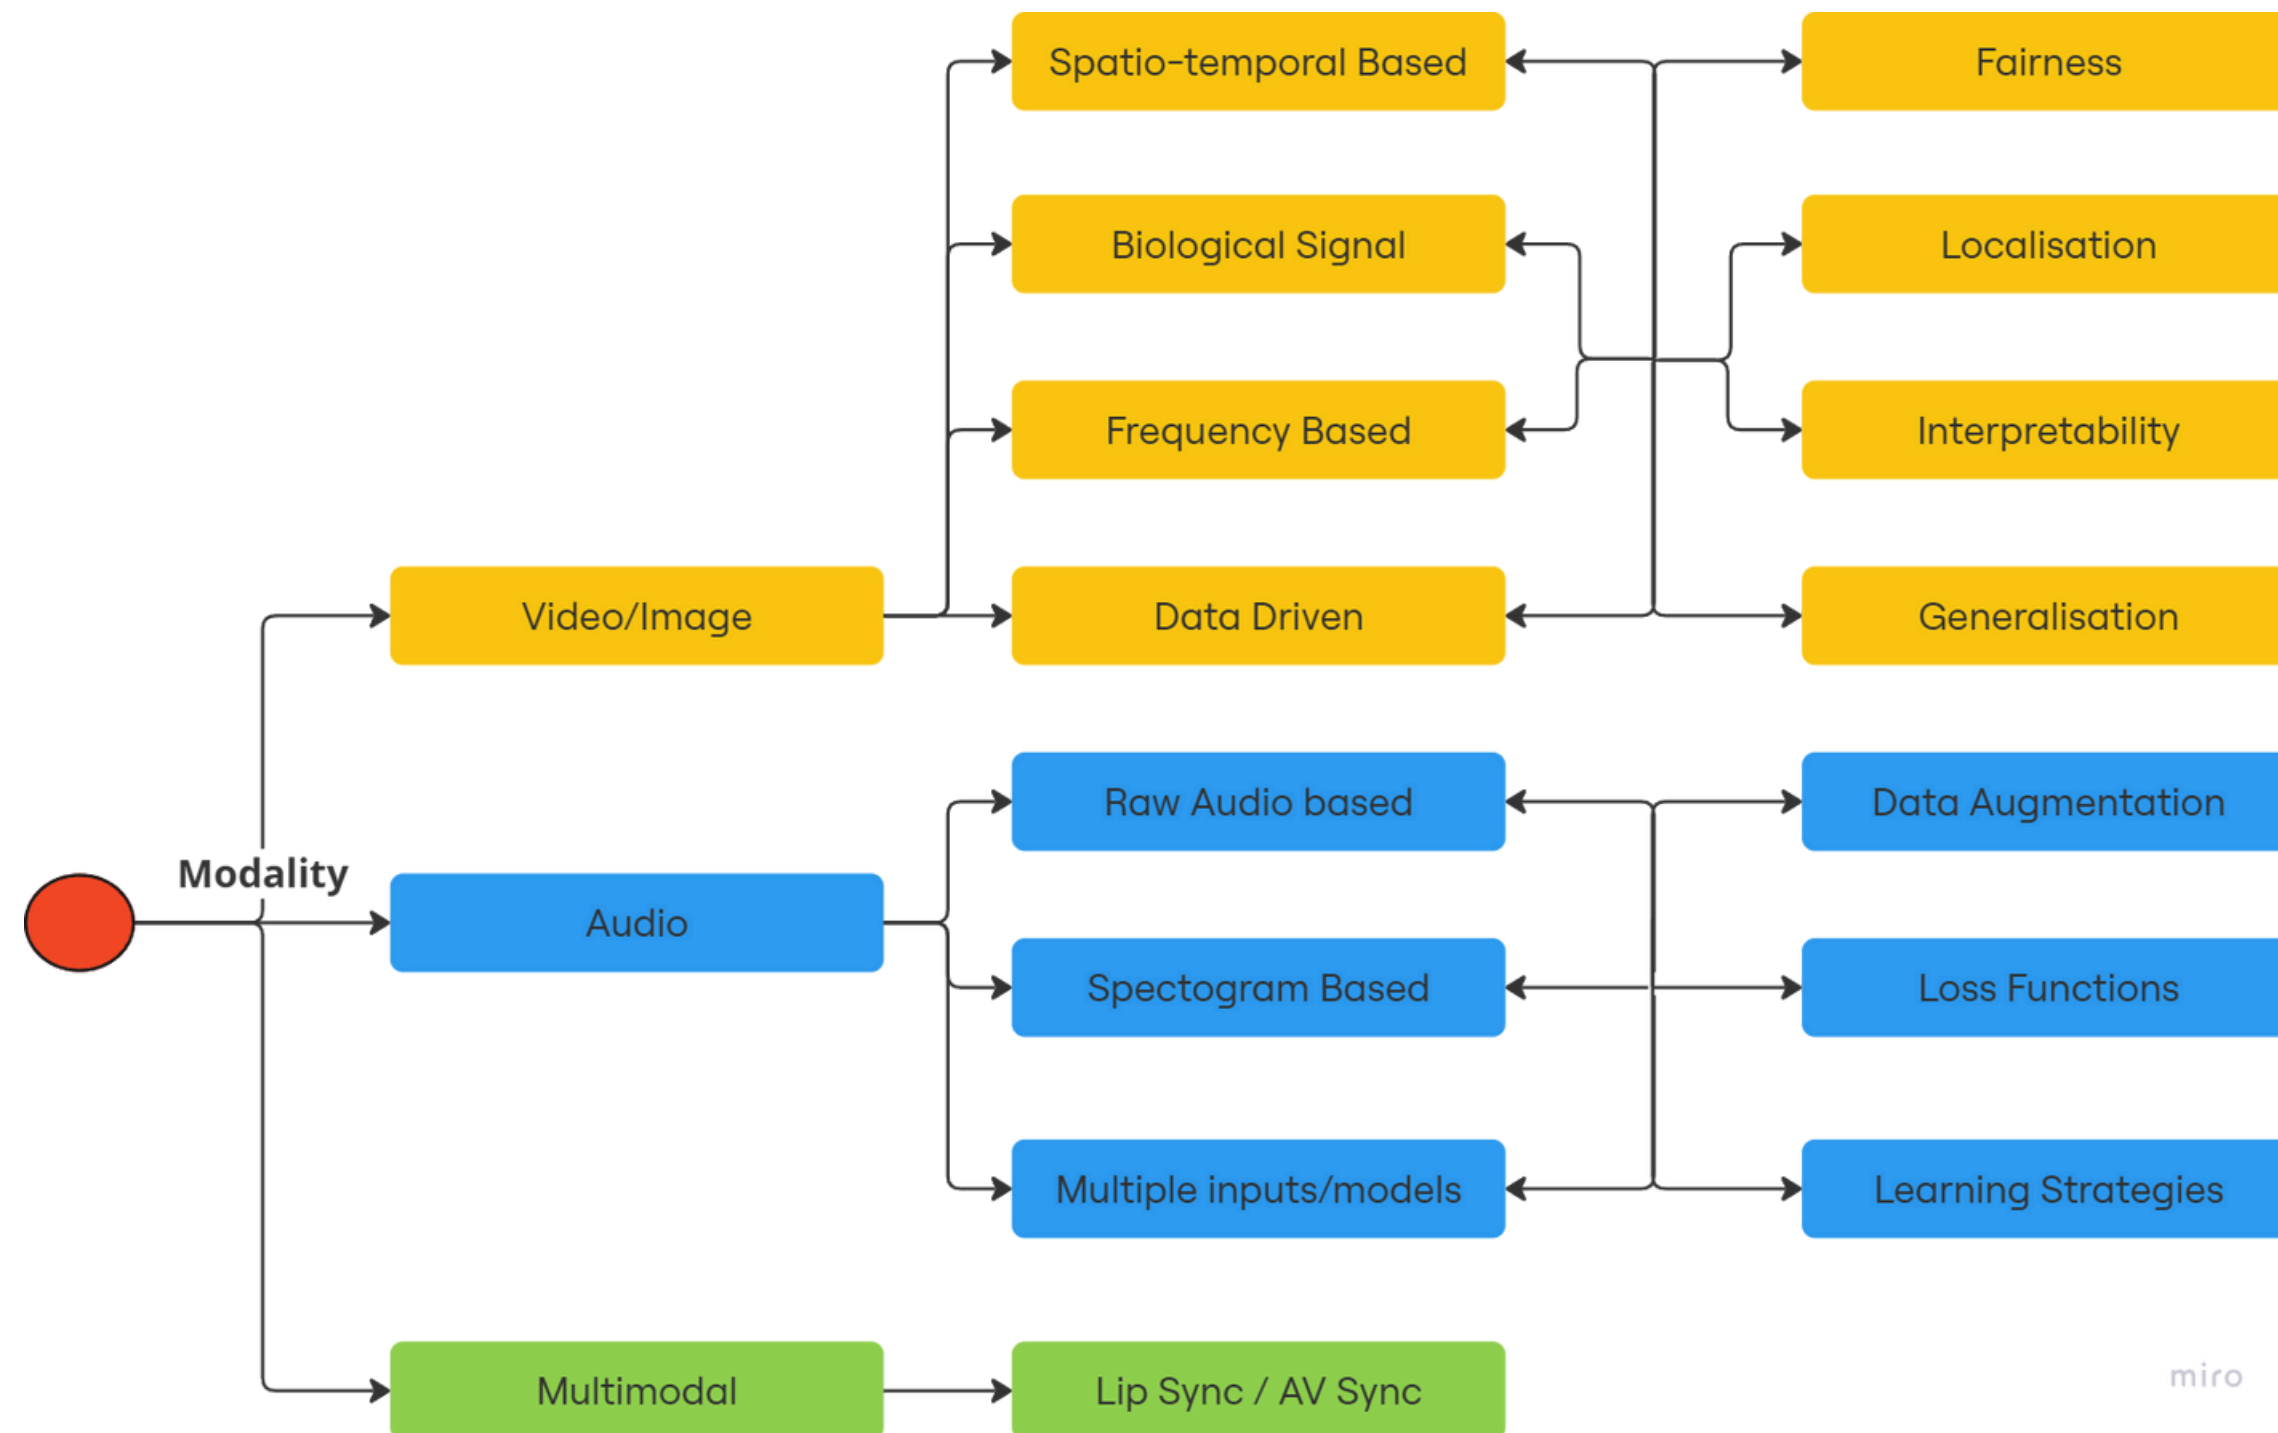 Spatio-temporal Based
Fairness
Biological Signal
Localisation
Frequency Based
Interpretability
Video/Image
Data Driven
Generalisation
Raw Audio based
Data Augmentation
Modality
Audio
Spectogram Based
Loss Functions
Multiple inputs/models
Learning Strategies
Multimodal
Lip Sync / AV Sync
miro